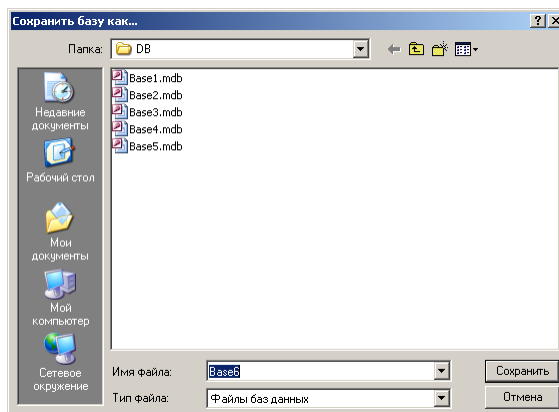 Сохранить базу как...
Папка:
DB
Недавние
документы
Рабочий стол
Мои
документы
Мой
компьютер
Сетевое
окружение
Base1.mdb
Base2.mdb
Base3.mdb
Base4.mdb
Base5.mdb
Имя файла:
Base6
Сохранить
Тип файла:
Файлы баз данных
Отмена